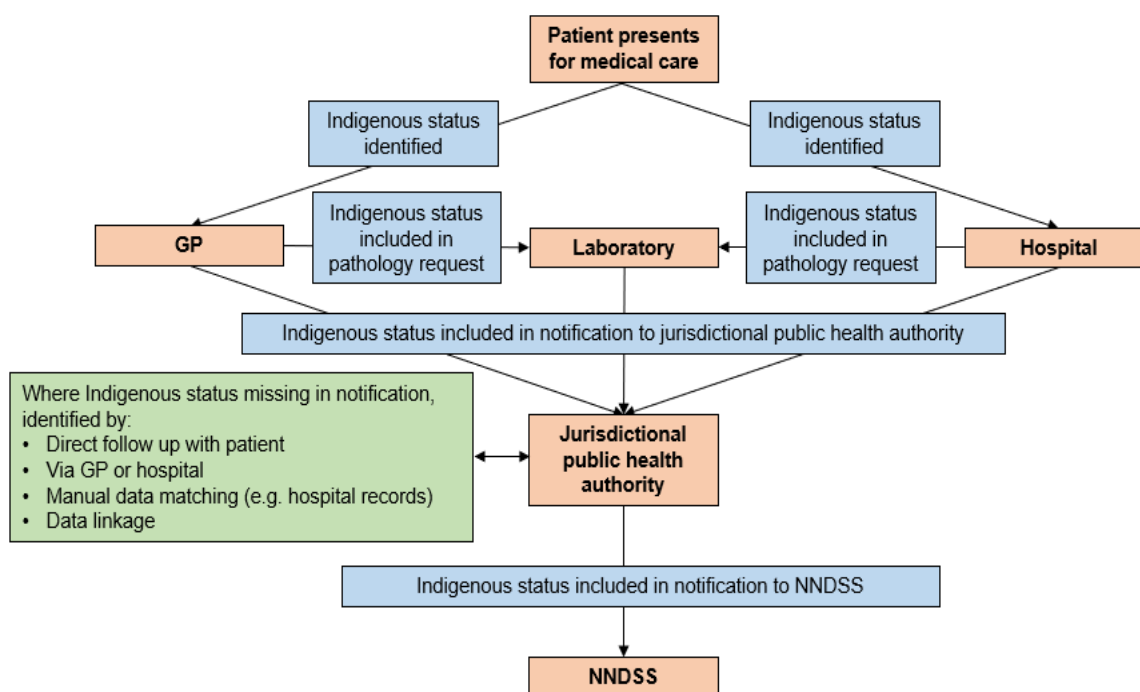 Patient presents
for medical care
Indigenous status
identified
Indigenous status
identified
GP
Indigenous status
included in
pathology request
Laboratory
Indigenous status
included in
pathology request
Hospital
Indigenous status included in notification to jurisdictional public health authority
Where Indigenous status missing in notification,
identified by:
• Direct follow up with patient
• Via GP or hospital
• Manual data matching (e.g. hospital records)
• Data linkage
Jurisdictional
public health
authority
Indigenous status included in notification to NNDSS
NNDSS